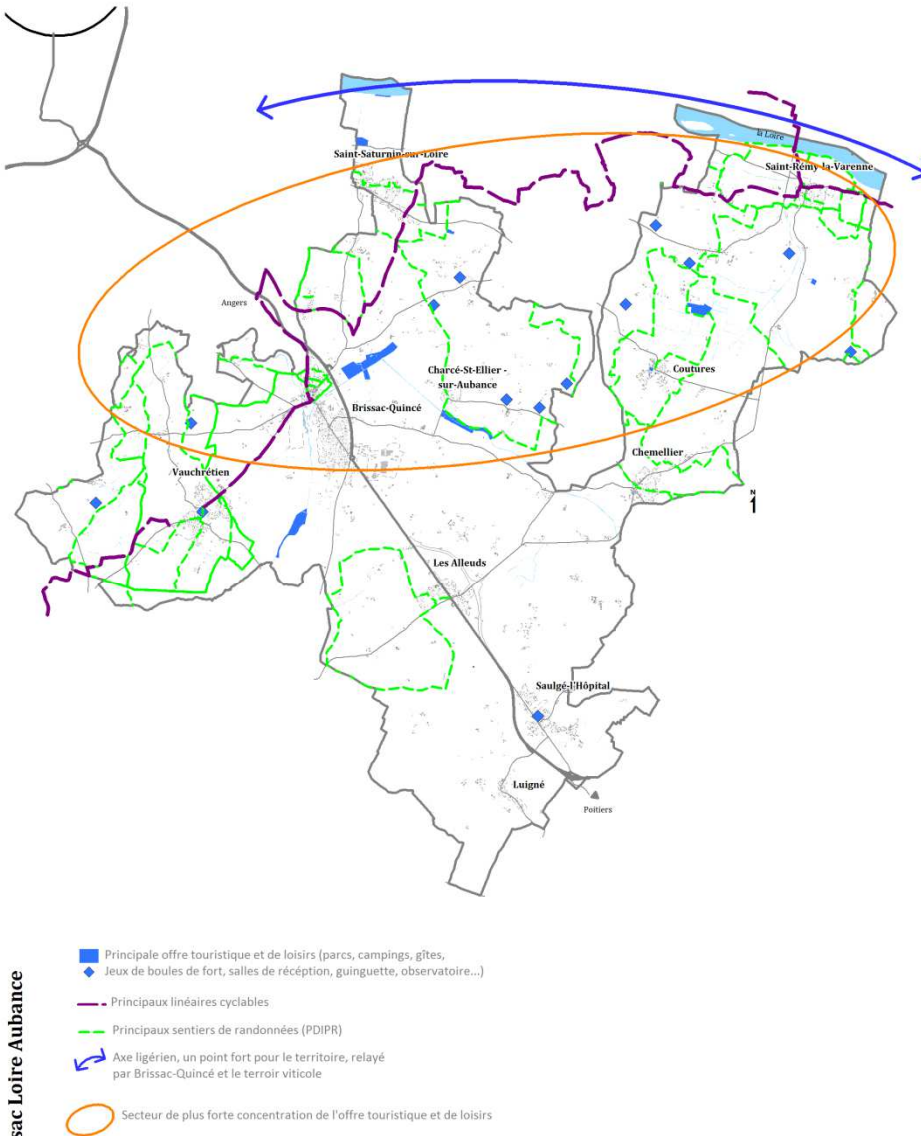 la Loire
Saint-Saturnin-sur-Loire
Saint-Rémy-la-Varenne
Angers
Charcé-St-Ellier -
sur-Aubance
Coutures
Brissac-Quincé
Chemellier
Vauchrétien
N
Les Alleuds
Saulgé-l'Hôpital
Luigné
Poitiers
Principale offre touristique et de loisirs (parcs, campings, gîtes,
Jeux de boules de fort, salles de récéption, guinguette, observatoire...)
Principaux linéaires cyclables
Principaux sentiers de randonnées (PDIPR)
Axe ligérien, un point fort pour le territoire, relayé
par Brissac-Quincé et le terroir viticole
Secteur de plus forte concentration de l'offre touristique et de loisirs
sac Loire Aubance